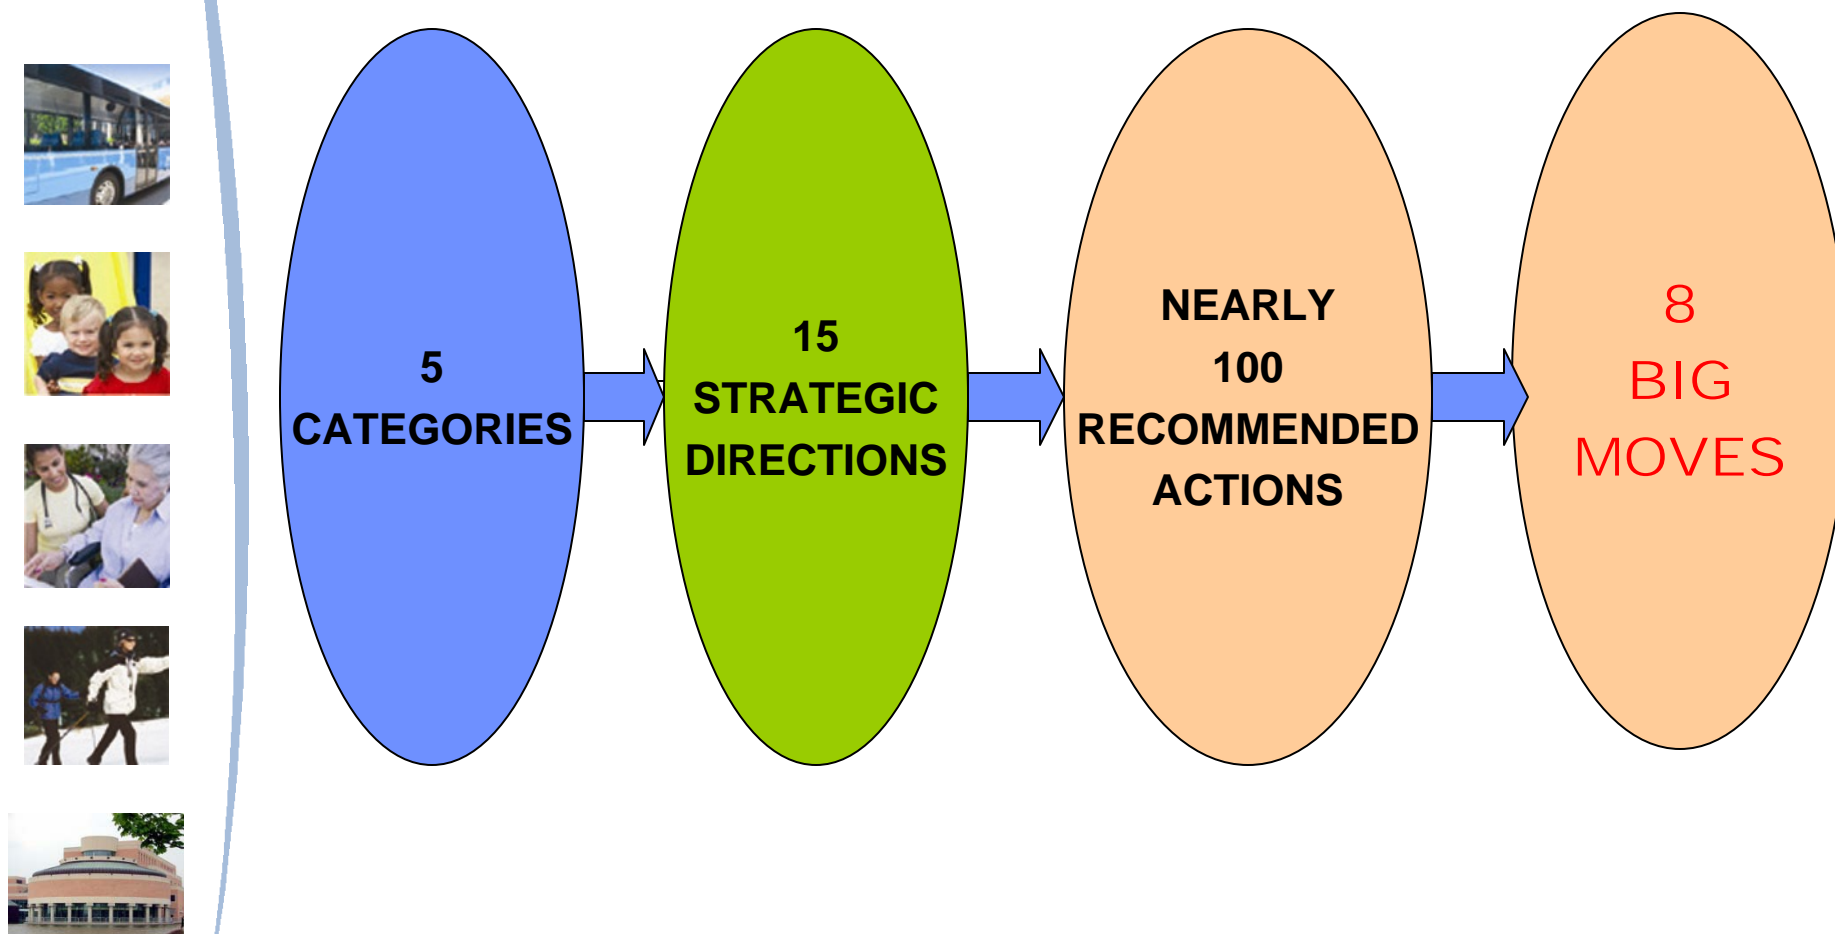 5
CATEGORIES
15
STRATEGIC
DIRECTIONS
NEARLY
100
RECOMMENDED
ACTIONS
8
BIG
MOVES